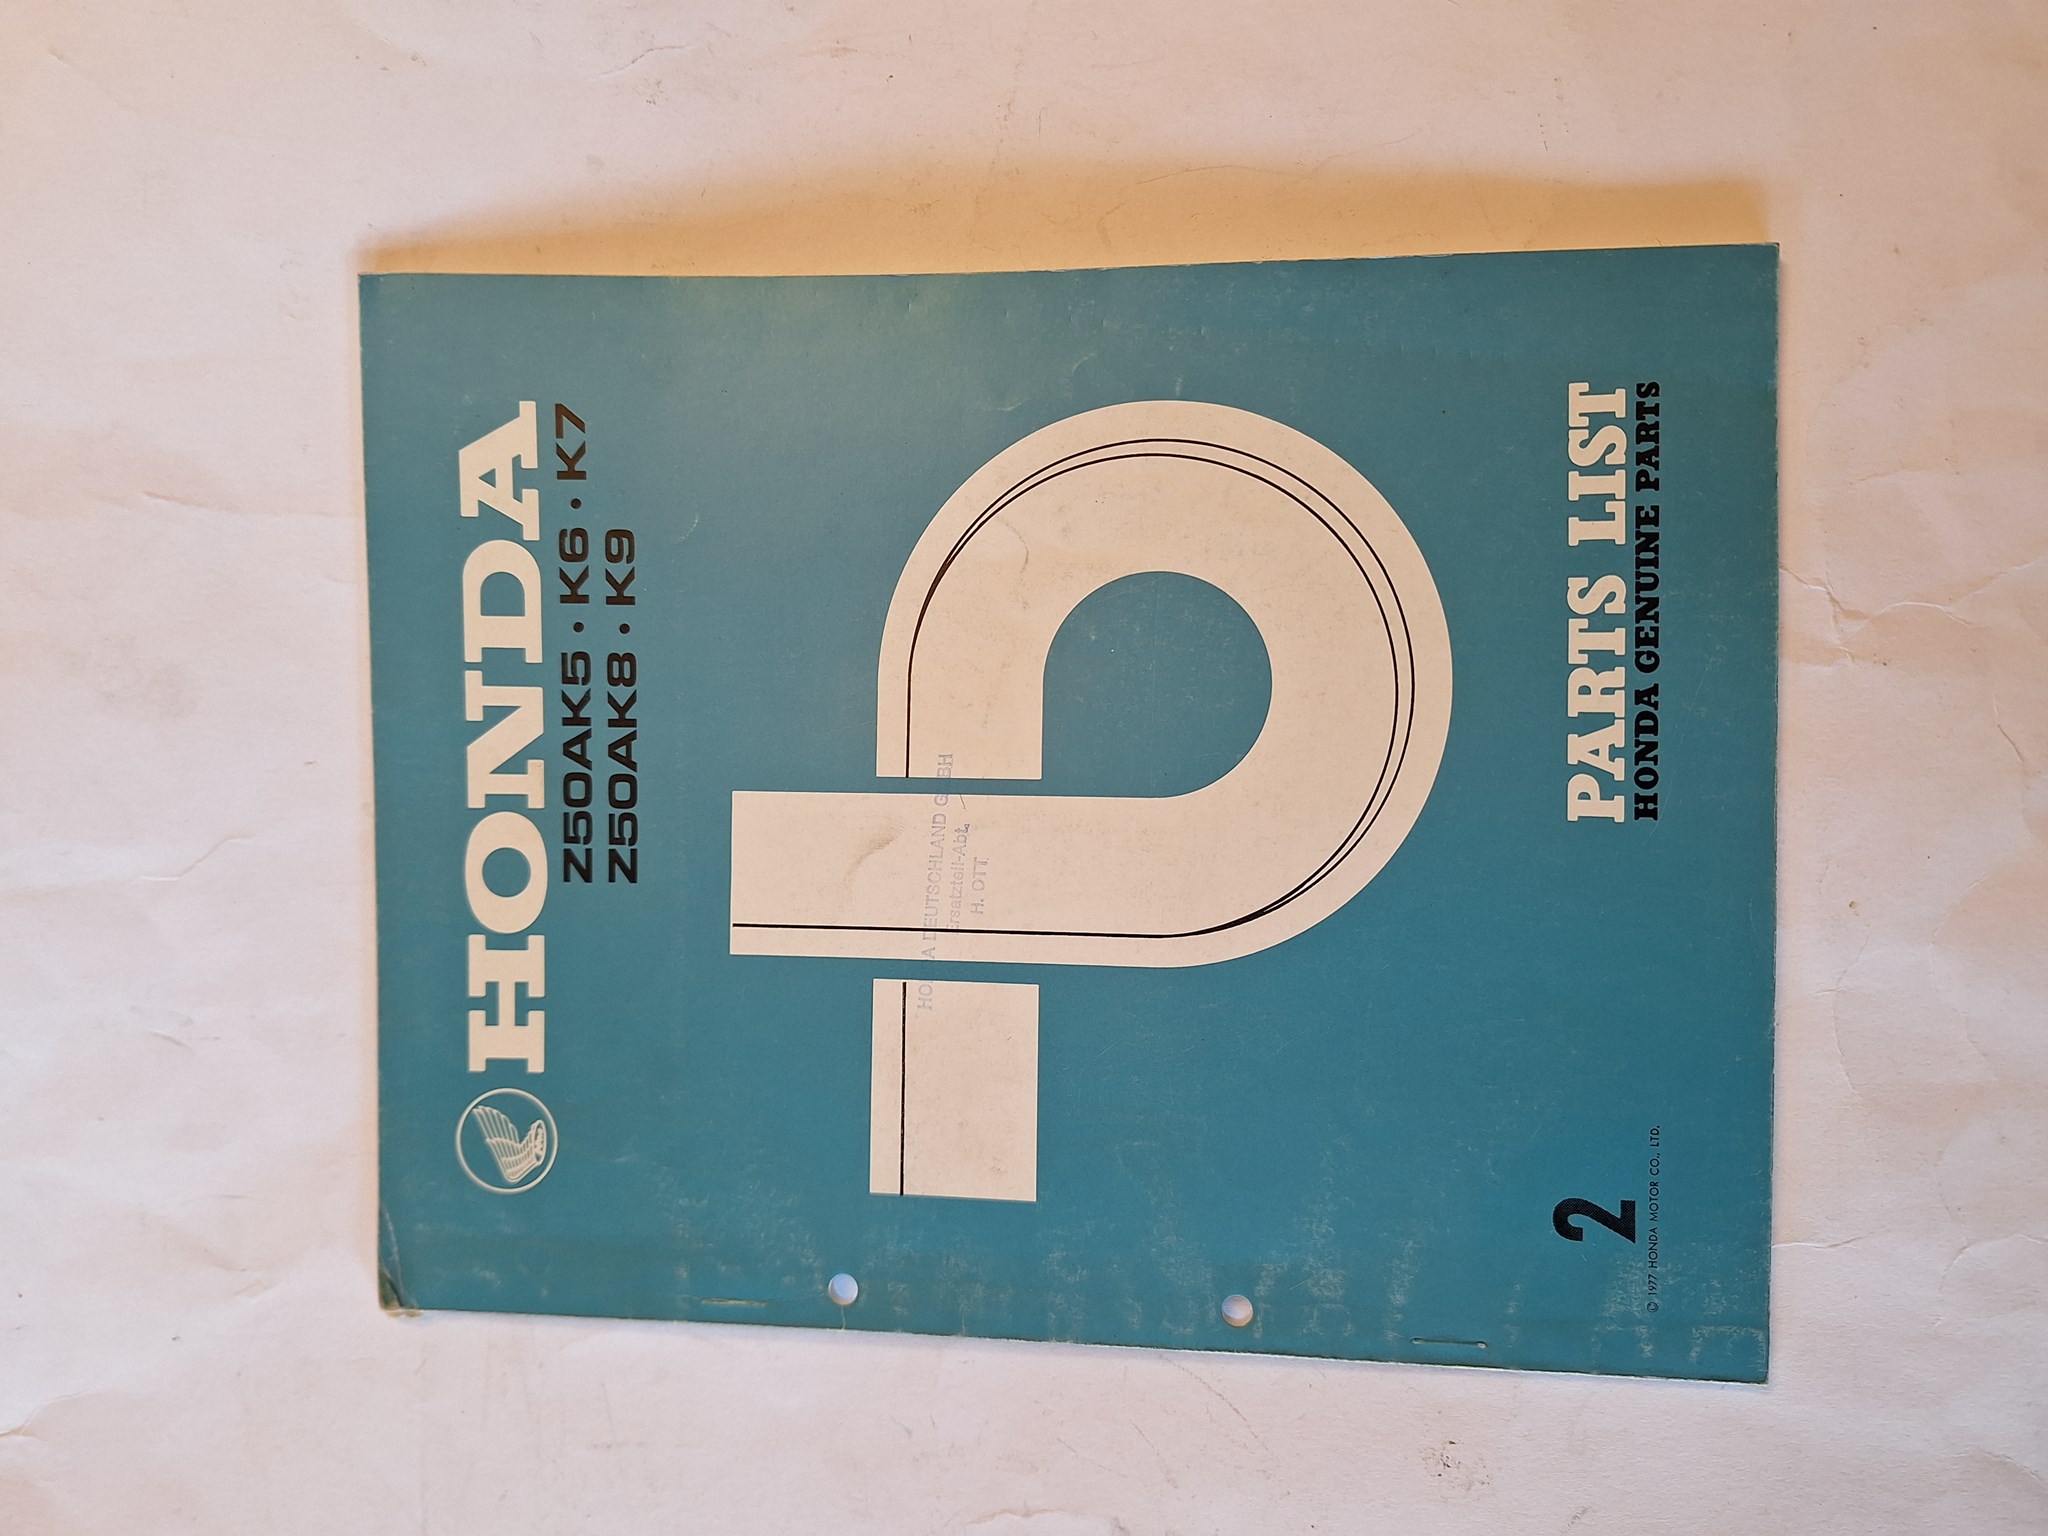 HONDA
Z50AK5·K6·K7
Z50AK8·K9
HONDA DEUTSCHLAND GMBH
Ersatzteil-Abt.
H. OTT
PARTS LIST
HONDA GENUINE PARTS
2
© 1977 HONDA MOTOR CO., LTD.